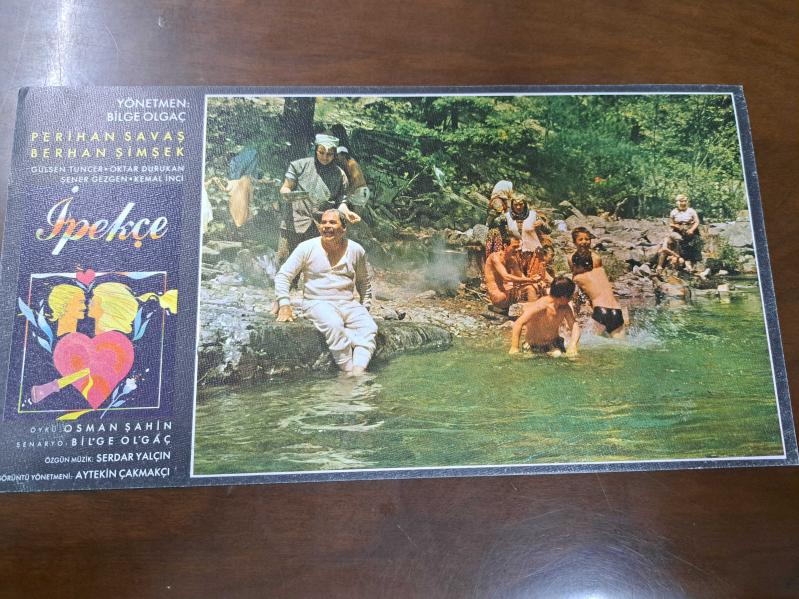 YÖNETMEN:
BİLGE OLGAÇ
PERİHAN SAVAŞ
BERHAN ŞİMŞEK
GÜLSEN TUNCER • OKTAR DURUKAN
ŞENER GEZGEN • KEMAL İNCİ
İpekçe
ÖYKÜ: OSMAN ŞAHİN
SENARYO: BİLGE OLGAÇ
ÖZGÜN MÜZİK: SERDAR YALÇIN
GÖRÜNTÜ YÖNETMENİ: AYTEKİN ÇAKMAKÇI